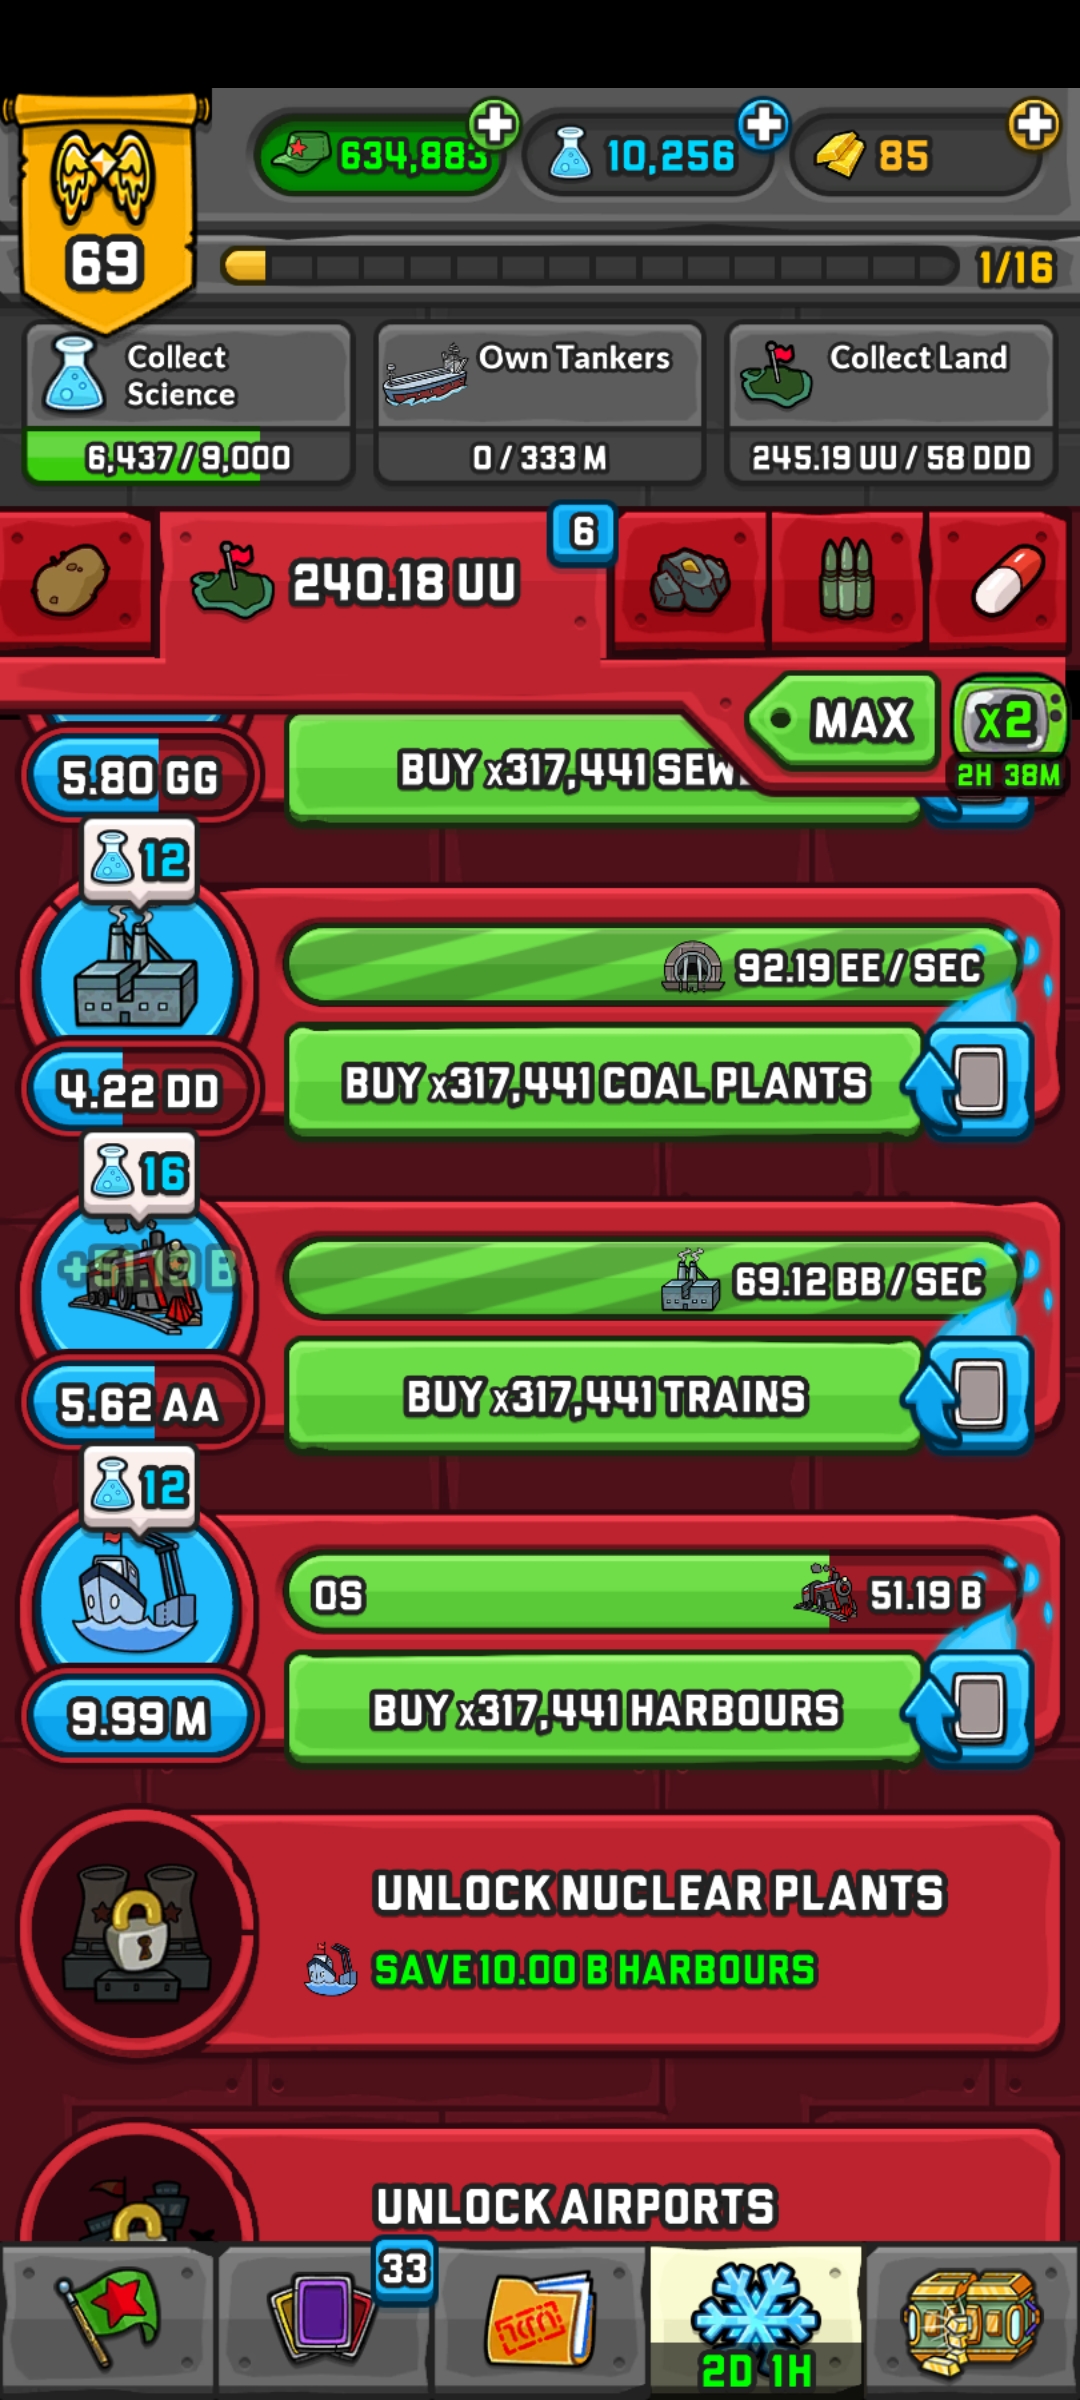 634,883
10,256
85
69
1/16
Collect
Science
6,437/9,000
Own Tankers
0/333 M
Collect Land
245.19 UU/58 DDD
240.18 UU
6
MAX
x2
2H 38M
5.80 GG
BUY x317,441
12
92.19 EE/SEC
4.22 DD
BUY x317,441 COAL PLANTS
16
+51.19 B
69.12 BB/SEC
5.62 AA
BUY x317,441 TRAINS
12
0S
51.19 B
9.99 M
BUY x317,441 HARBOURS
UNLOCK NUCLEAR PLANTS
SAVE 10.00 B HARBOURS
UNLOCK AIRPORTS
33
2D 1H